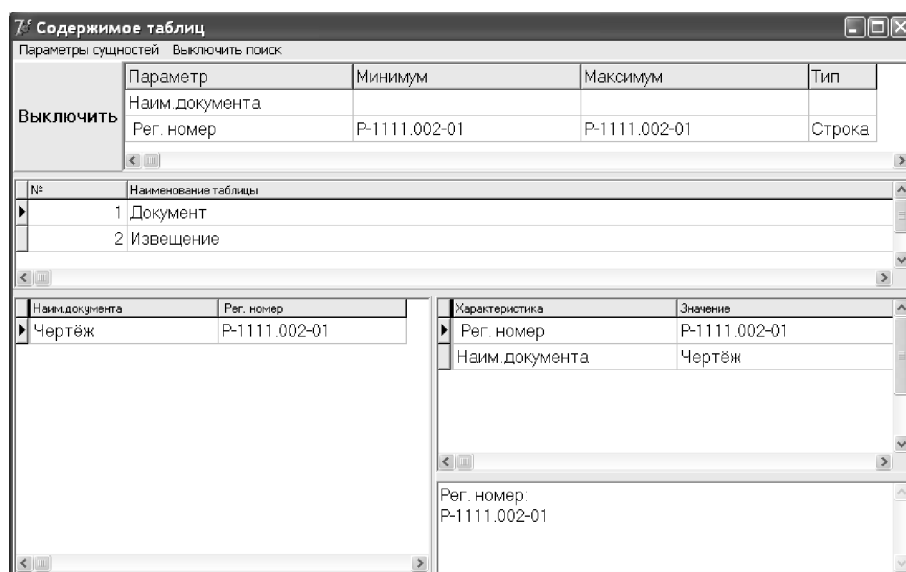 Содержимое таблиц
Параметры сущностей Выключить поиск
Выключить
Параметр Минимум Максимум Тип
Наим.документа
Рег. номер Р-1111.002-01 Р-1111.002-01 Строка
№ Наименование таблицы
1 Документ
2 Извещение
Наим.документа Рег. номер
Чертёж Р-1111.002-01
Характеристика Значение
Рег. номер Р-1111.002-01
Наим.документа Чертёж
Рег. номер:
Р-1111.002-01